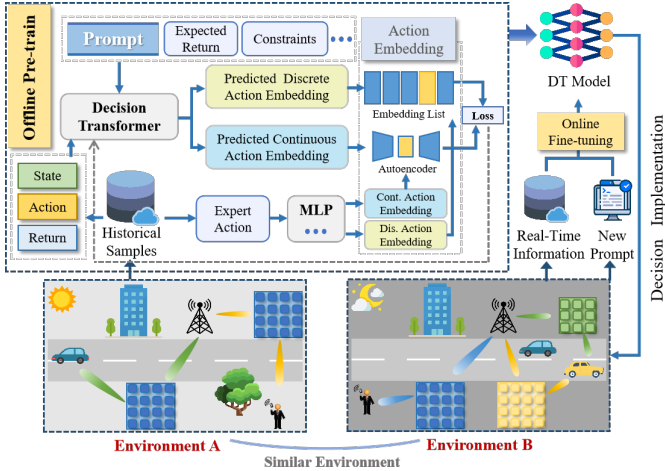 Offline Pre-train
Prompt
Expected
Return
Constraints
Action
Embedding
Decision
Transformer
Predicted Discrete
Action Embedding
Predicted Continuous
Action Embedding
Embedding List
Autoencoder
Loss
State
Action
Return
Historical
Samples
Expert
Action
MLP
Cont. Action
Embedding
Dis. Action
Embedding
DT Model
Online
Fine-tuning
Real-Time
Information
New
Prompt
Decision Implementation
Environment A
Environment B
Similar Environment